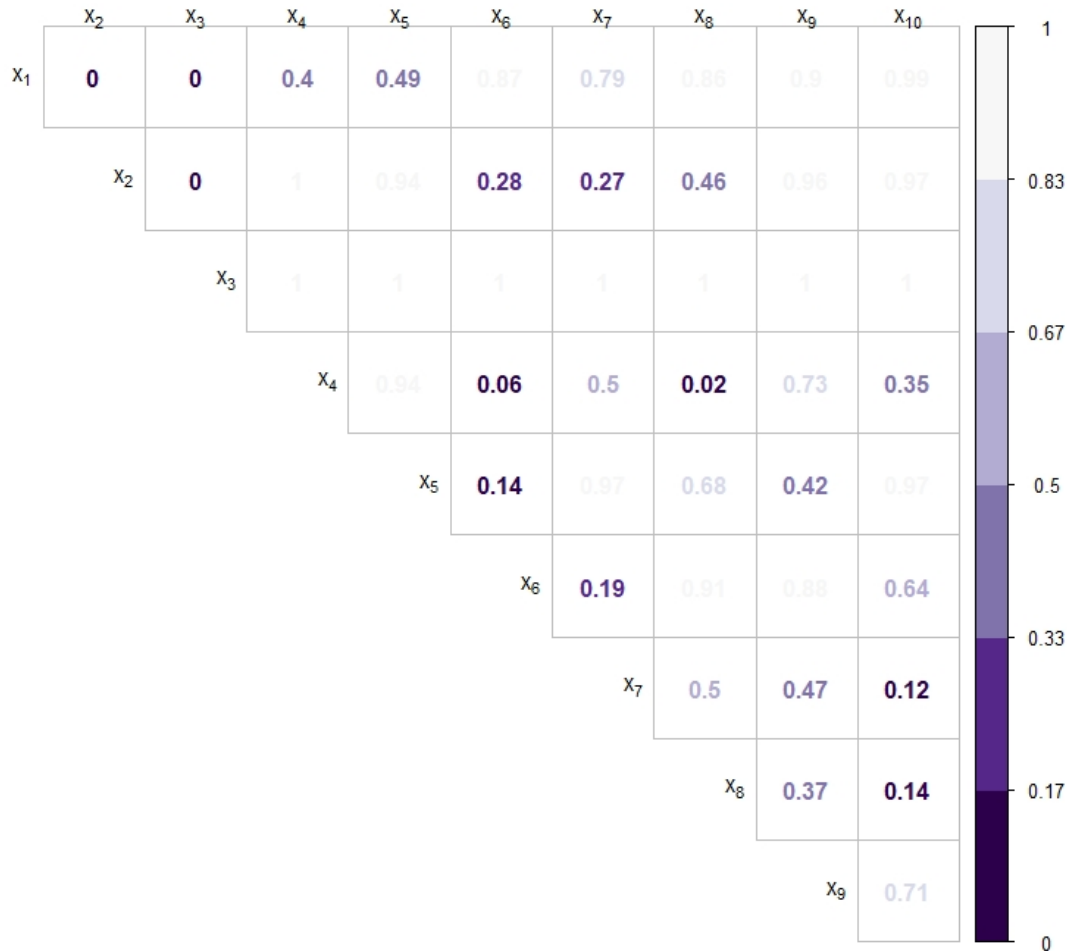 x2 x3 x4 x5 x6 x7 x8 x9 x10
x1 0 0 0.4 0.49 0.87 0.79 0.86 0.9 0.99
x2 0 1 0.94 0.28 0.27 0.46 0.96 0.97
x3 1 1 1 1 1 1 1
x4 0.94 0.06 0.5 0.02 0.73 0.35
x5 0.14 0.97 0.68 0.42 0.97
x6 0.19 0.91 0.88 0.64
x7 0.5 0.47 0.12
x8 0.37 0.14
x9 0.71
1
0.83
0.67
0.5
0.33
0.17
0